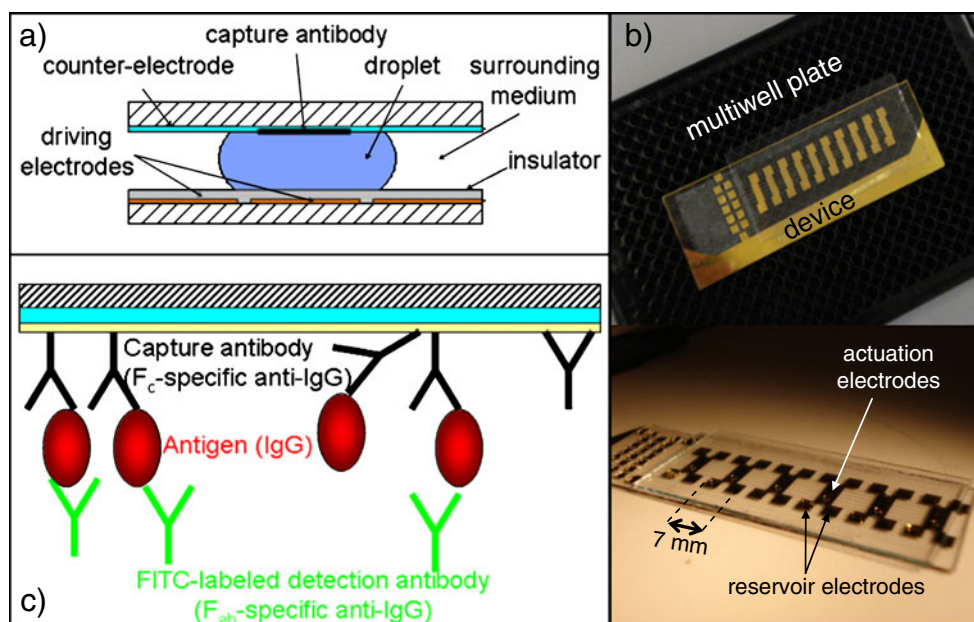 a)
capture antibody
counter-electrode
droplet
surrounding
medium
driving
electrodes
insulator
b)
multiwell plate
device
Capture antibody
(Fc-specific anti-IgG)
Antigen (IgG)
FITC-labeled detection antibody
(Fab-specific anti-IgG)
c)
actuation
electrodes
7 mm
reservoir electrodes